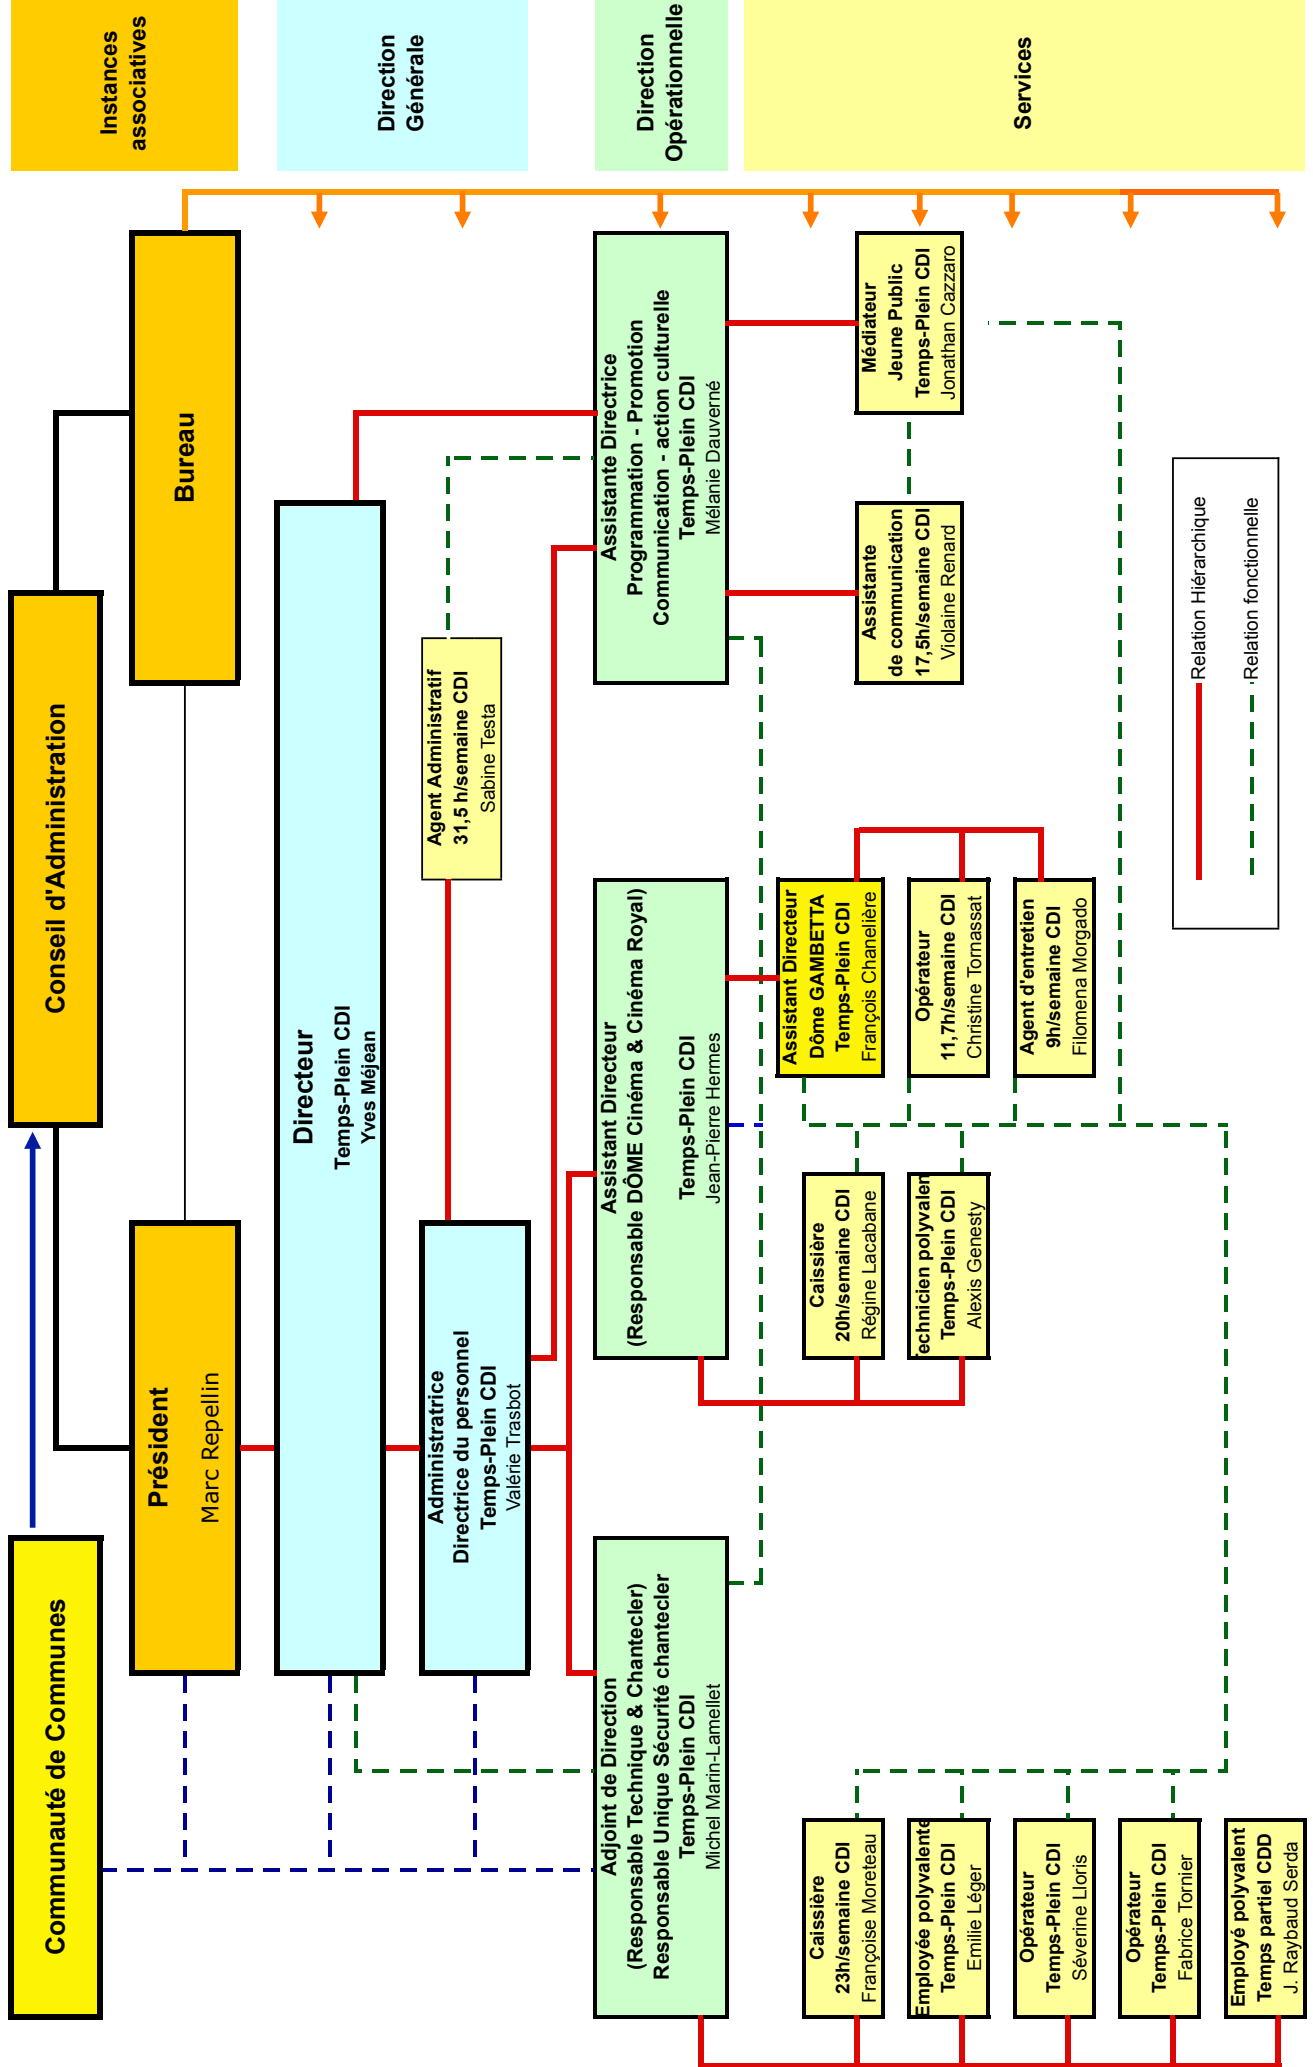 Communauté de Communes
Conseil d'Administration
Président
Marc Repellin
Bureau
Instances
associatives
Directeur
Temps-Plein CDI
Yves Méjean
Direction
Générale
Administratrice
Directrice du personnel
Temps-Plein CDI
Valérie Trasbot
Agent Administratif
31,5 h/semaine CDI
Sabine Testa
Adjoint de Direction
(Responsable Technique & Chantecler)
Responsable Unique Sécurité chantecler
Temps-Plein CDI
Michel Marin-Lamellet
Assistant Directeur
(Responsable DÔME Cinéma & Cinéma Royal)
Temps-Plein CDI
Jean-Pierre Hermes
Assistante Directrice
Programmation - Promotion
Communication - action culturelle
Temps-Plein CDI
Mélanie Dauverné
Direction
Opérationnelle
Caissière
23h/semaine CDI
Françoise Moreteau
Employée polyvalente
Temps-Plein CDI
Emilie Léger
Opérateur
Temps-Plein CDI
Séverine Lloris
Opérateur
Temps-Plein CDI
Fabrice Tornier
Employé polyvalent
Temps partiel CDD
J. Raybaud Serda
Caissière
20h/semaine CDI
Régine Lacabane
Technicien polyvalen
Temps-Plein CDI
Alexis Genesty
Assistant Directeur
Dôme GAMBETTA
Temps-Plein CDI
François Chanelière
Opérateur
11,7h/semaine CDI
Christine Tornassat
Agent d'entretien
9h/semaine CDI
Filomena Morgado
Assistante
de communication
17,5h/semaine CDI
Violaine Renard
Médiateur
Jeune Public
Temps-Plein CDI
Jonathan Cazzaro
Services
Relation Hiérarchique
Relation fonctionnelle